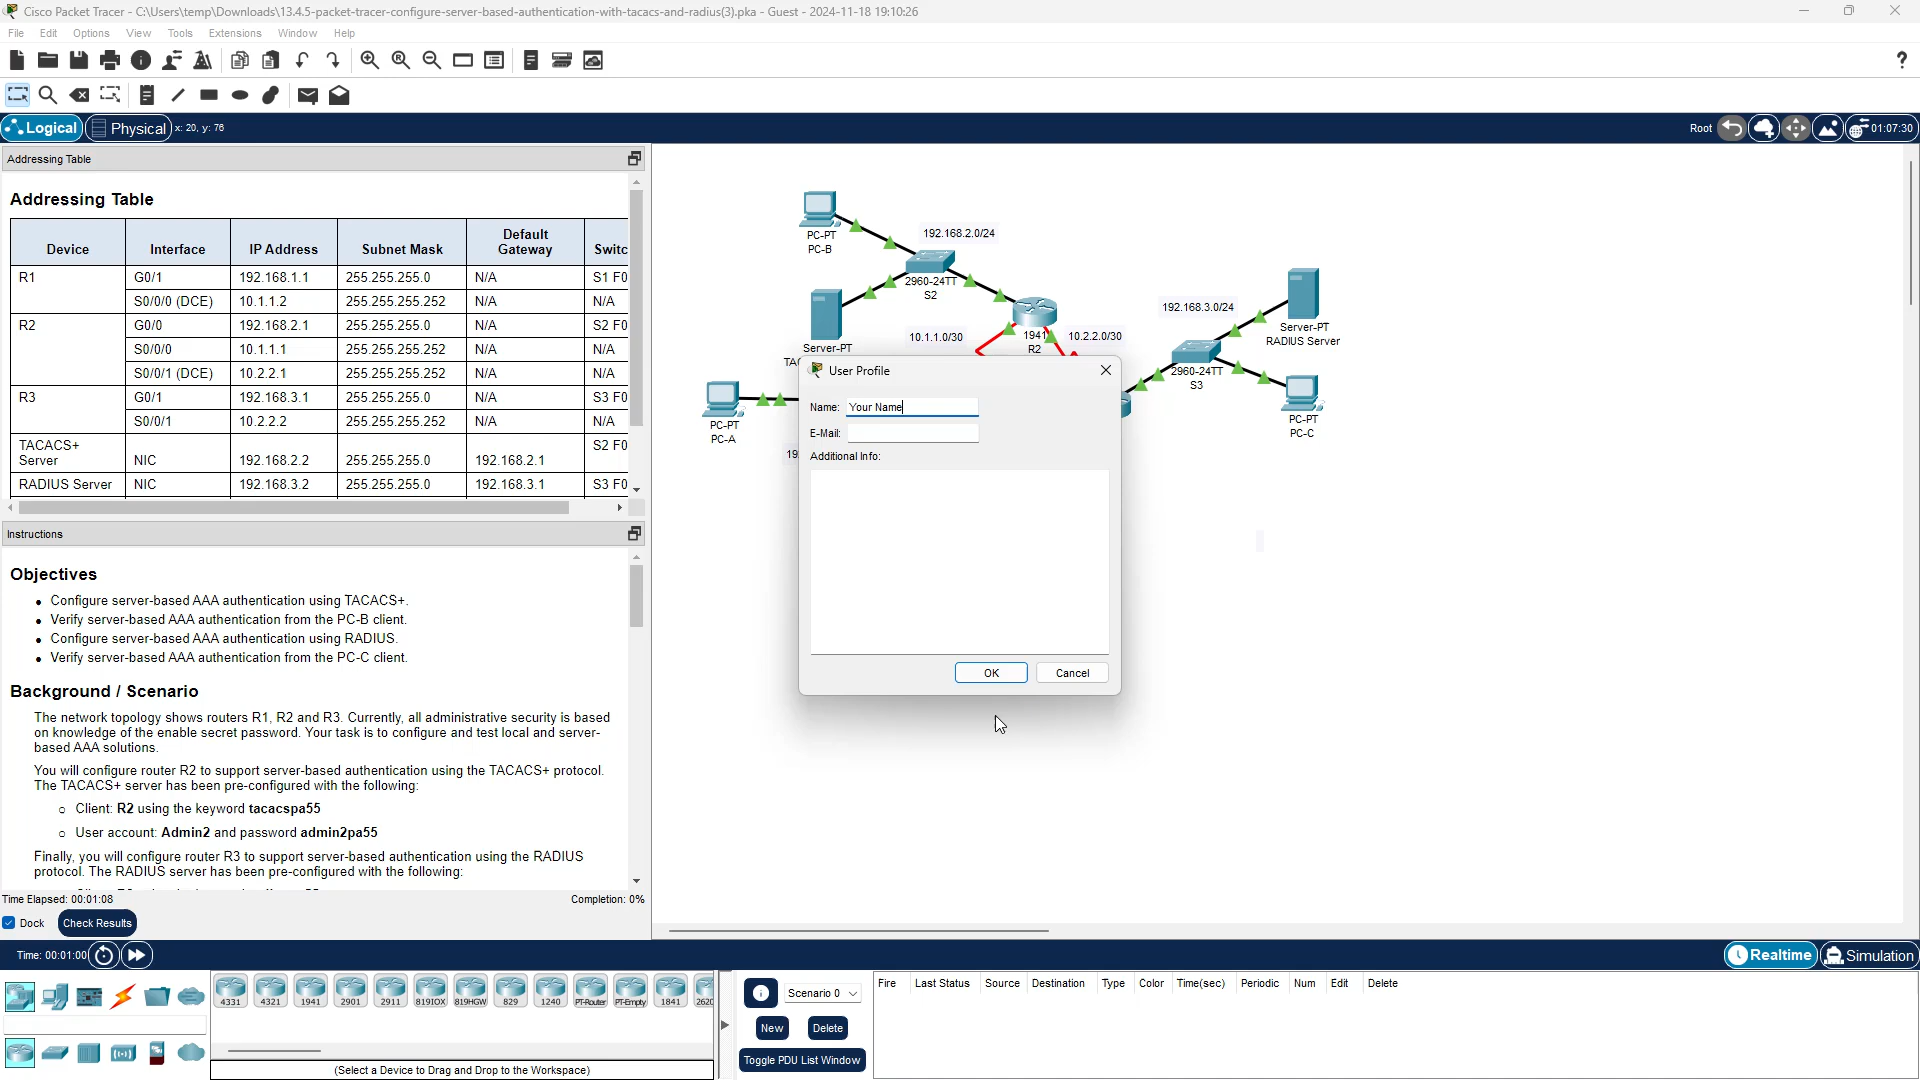 Cisco Packet Tracer - C:\Users\temp\Downloads\13.4.5-packet-tracer-configure-server-based-authentication-with-tacacs-and-radius(3).pka - Guest - 2024-11-18 19:10:26
File Edit Options View Tools Extensions Window Help
Logical Physical x: 20, y: 76 Root 01:07:30
Addressing Table
Addressing Table
Device Interface IP Address Subnet Mask Default Gateway Switc
R1 G0/1 192.168.1.1 255.255.255.0 N/A S1 F0
S0/0/0 (DCE) 10.1.1.2 255.255.255.252 N/A N/A
R2 G0/0 192.168.2.1 255.255.255.0 N/A S2 F0
S0/0/0 10.1.1.1 255.255.255.252 N/A N/A
S0/0/1 (DCE) 10.2.2.1 255.255.255.252 N/A N/A
R3 G0/1 192.168.3.1 255.255.255.0 N/A S3 F0
S0/0/1 10.2.2.2 255.255.255.252 N/A N/A
TACACS+ Server NIC 192.168.2.2 255.255.255.0 192.168.2.1 S2 F0
RADIUS Server NIC 192.168.3.2 255.255.255.0 192.168.3.1 S3 F0
Instructions
Objectives
• Configure server-based AAA authentication using TACACS+.
• Verify server-based AAA authentication from the PC-B client.
• Configure server-based AAA authentication using RADIUS.
• Verify server-based AAA authentication from the PC-C client.
Background / Scenario
The network topology shows routers R1, R2 and R3. Currently, all administrative security is based
on knowledge of the enable secret password. Your task is to configure and test local and server-
based AAA solutions.
You will configure router R2 to support server-based authentication using the TACACS+ protocol.
The TACACS+ server has been pre-configured with the following:
o Client: R2 using the keyword tacacspa55
o User account: Admin2 and password admin2pa55
Finally, you will configure router R3 to support server-based authentication using the RADIUS
protocol. The RADIUS server has been pre-configured with the following:
Time Elapsed: 00:01:08 Completion: 0%
Dock Check Results
PC-PT
PC-B
192.168.2.0/24
2960-24TT
S2
Server-PT
TA
10.1.1.0/30
1941
R2
10.2.2.0/30
192.168.3.0/24
Server-PT
RADIUS Server
2960-24TT
S3
PC-PT
PC-A
19
PC-PT
PC-C
User Profile
Name: Your Name
E-Mail:
Additional Info:
OK Cancel
Time: 00:01:00 Realtime Simulation
4331 4321 1941 2901 2911 819IOX 819HGW 829 1240 PT-Router PT-Empty 1841 2620
(Select a Device to Drag and Drop to the Workspace)
Scenario 0
New Delete
Toggle PDU List Window
Fire Last Status Source Destination Type Color Time(sec) Periodic Num Edit Delete